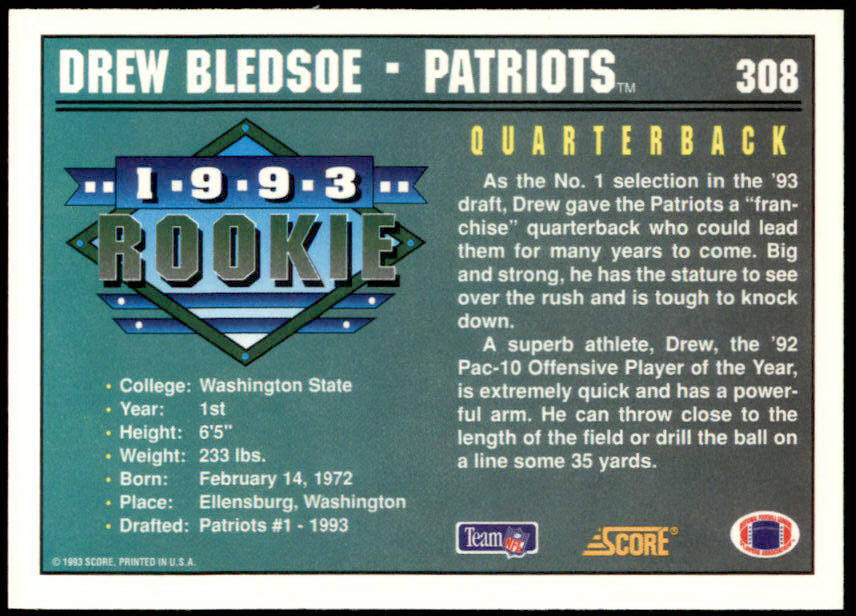 DREW BLEDSOE · PATRIOTS™ 308
1·9·9·3
ROOKIE
• College: Washington State
• Year: 1st
• Height: 6'5"
• Weight: 233 lbs.
• Born: February 14, 1972
• Place: Ellensburg, Washington
• Drafted: Patriots #1 - 1993
© 1993 SCORE, PRINTED IN U.S.A.
QUARTERBACK
As the No. 1 selection in the '93
draft, Drew gave the Patriots a "fran-
chise" quarterback who could lead
them for many years to come. Big
and strong, he has the stature to see
over the rush and is tough to knock
down.
A superb athlete, Drew, the '92
Pac-10 Offensive Player of the Year,
is extremely quick and has a power-
ful arm. He can throw close to the
length of the field or drill the ball on
a line some 35 yards.
Team NFL
SCORE®